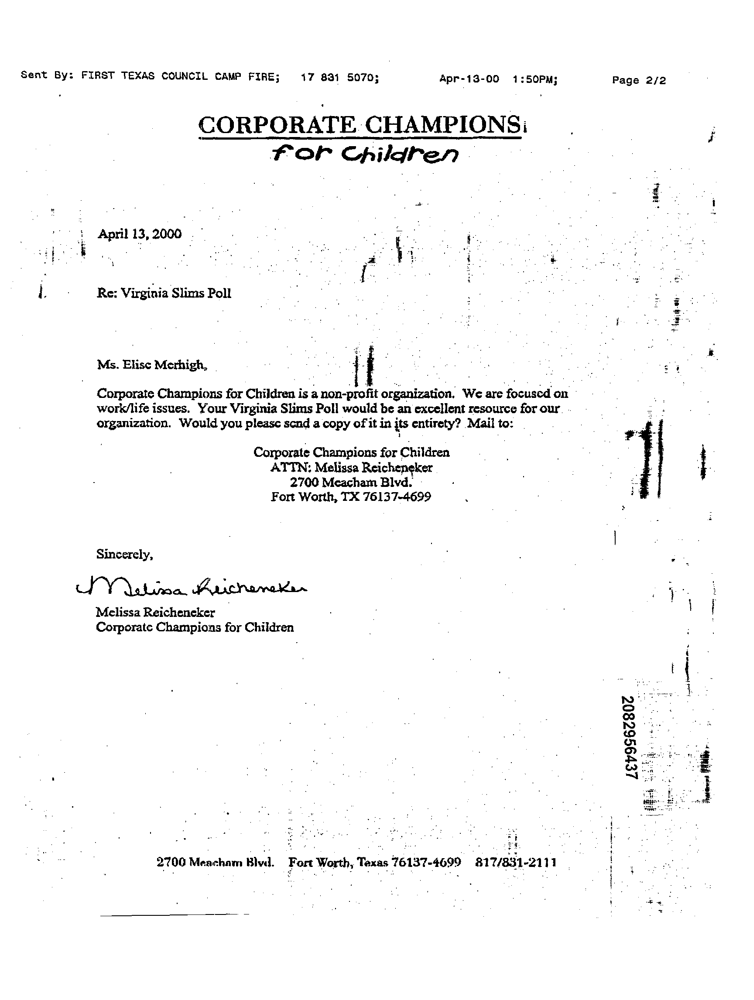 Sent By: FIRST TEXAS COUNCIL CAMP FIRE; 17 831 5070; Apr-13-00 1:50PM; Page 2/2
CORPORATE CHAMPIONS
for Children
April 13, 2000
Re: Virginia Slims Poll
Ms. Elise Merhigh,
Corporate Champions for Children is a non-profit organization. We are focused on
work/life issues. Your Virginia Slims Poll would be an excellent resource for our
organization. Would you please send a copy of it in its entirety? Mail to:
Corporate Champions for Children
ATTN: Melissa Reicheneker
2700 Meacham Blvd.
Fort Worth, TX 76137-4699
Sincerely,
Melissa Reicheneker
Melissa Reicheneker
Corporate Champions for Children
2082956437
2700 Meacham Blvd. Fort Worth, Texas 76137-4699 817/831-2111